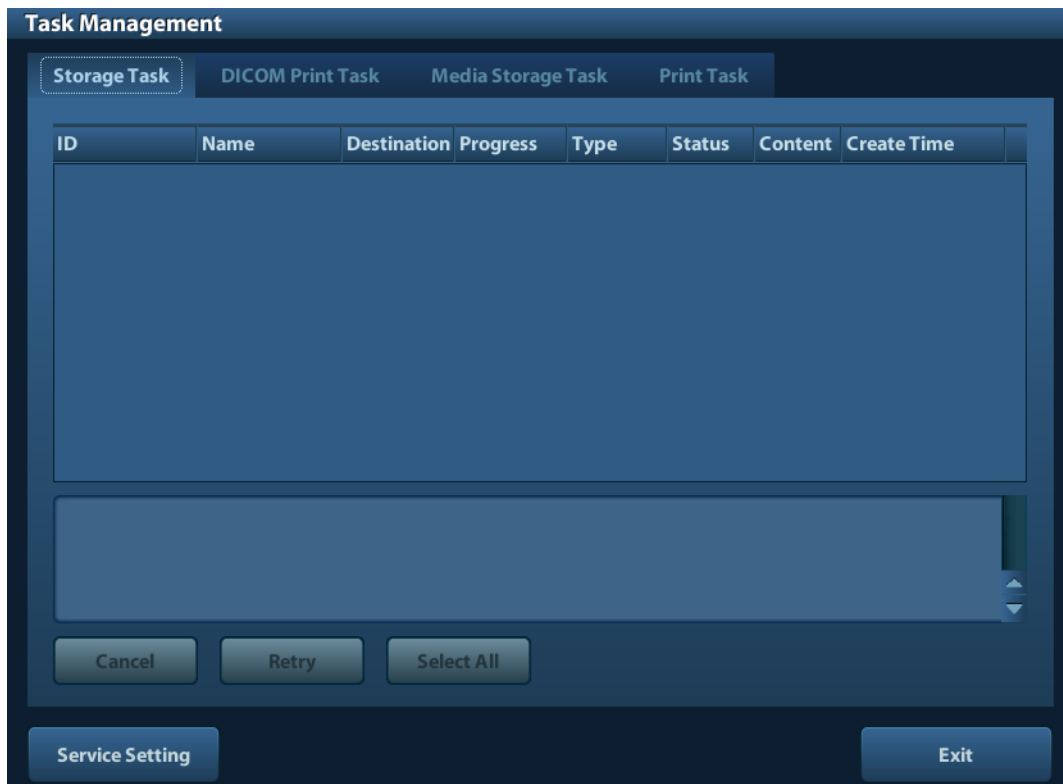 Task Management
Storage Task DICOM Print Task Media Storage Task Print Task
ID Name Destination Progress Type Status Content Create Time
Cancel Retry Select All
Service Setting Exit